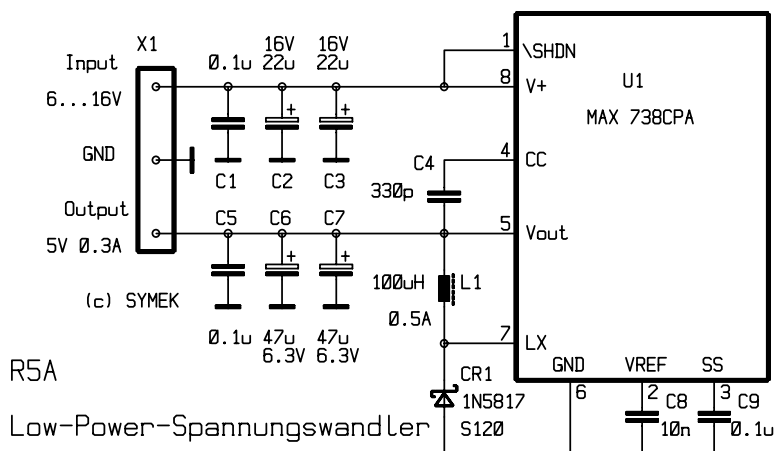 X1
Input
6...16V
GND
Output
5V 0.3A
(c) SYMEK
0.1u
16V
22u
16V
22u
+
+
C1
C2
C3
C5
C6
C7
+
+
0.1u
47u
6.3V
47u
6.3V
C4
330p
100uH
L1
0.5A
CR1
1N5817
S120
1
\SHDN
8
V+
U1
MAX 738CPA
4
CC
5
Vout
7
LX
GND
VREF
SS
6
2
3
C8
10n
C9
0.1u
R5A
Low-Power-Spannungswandler